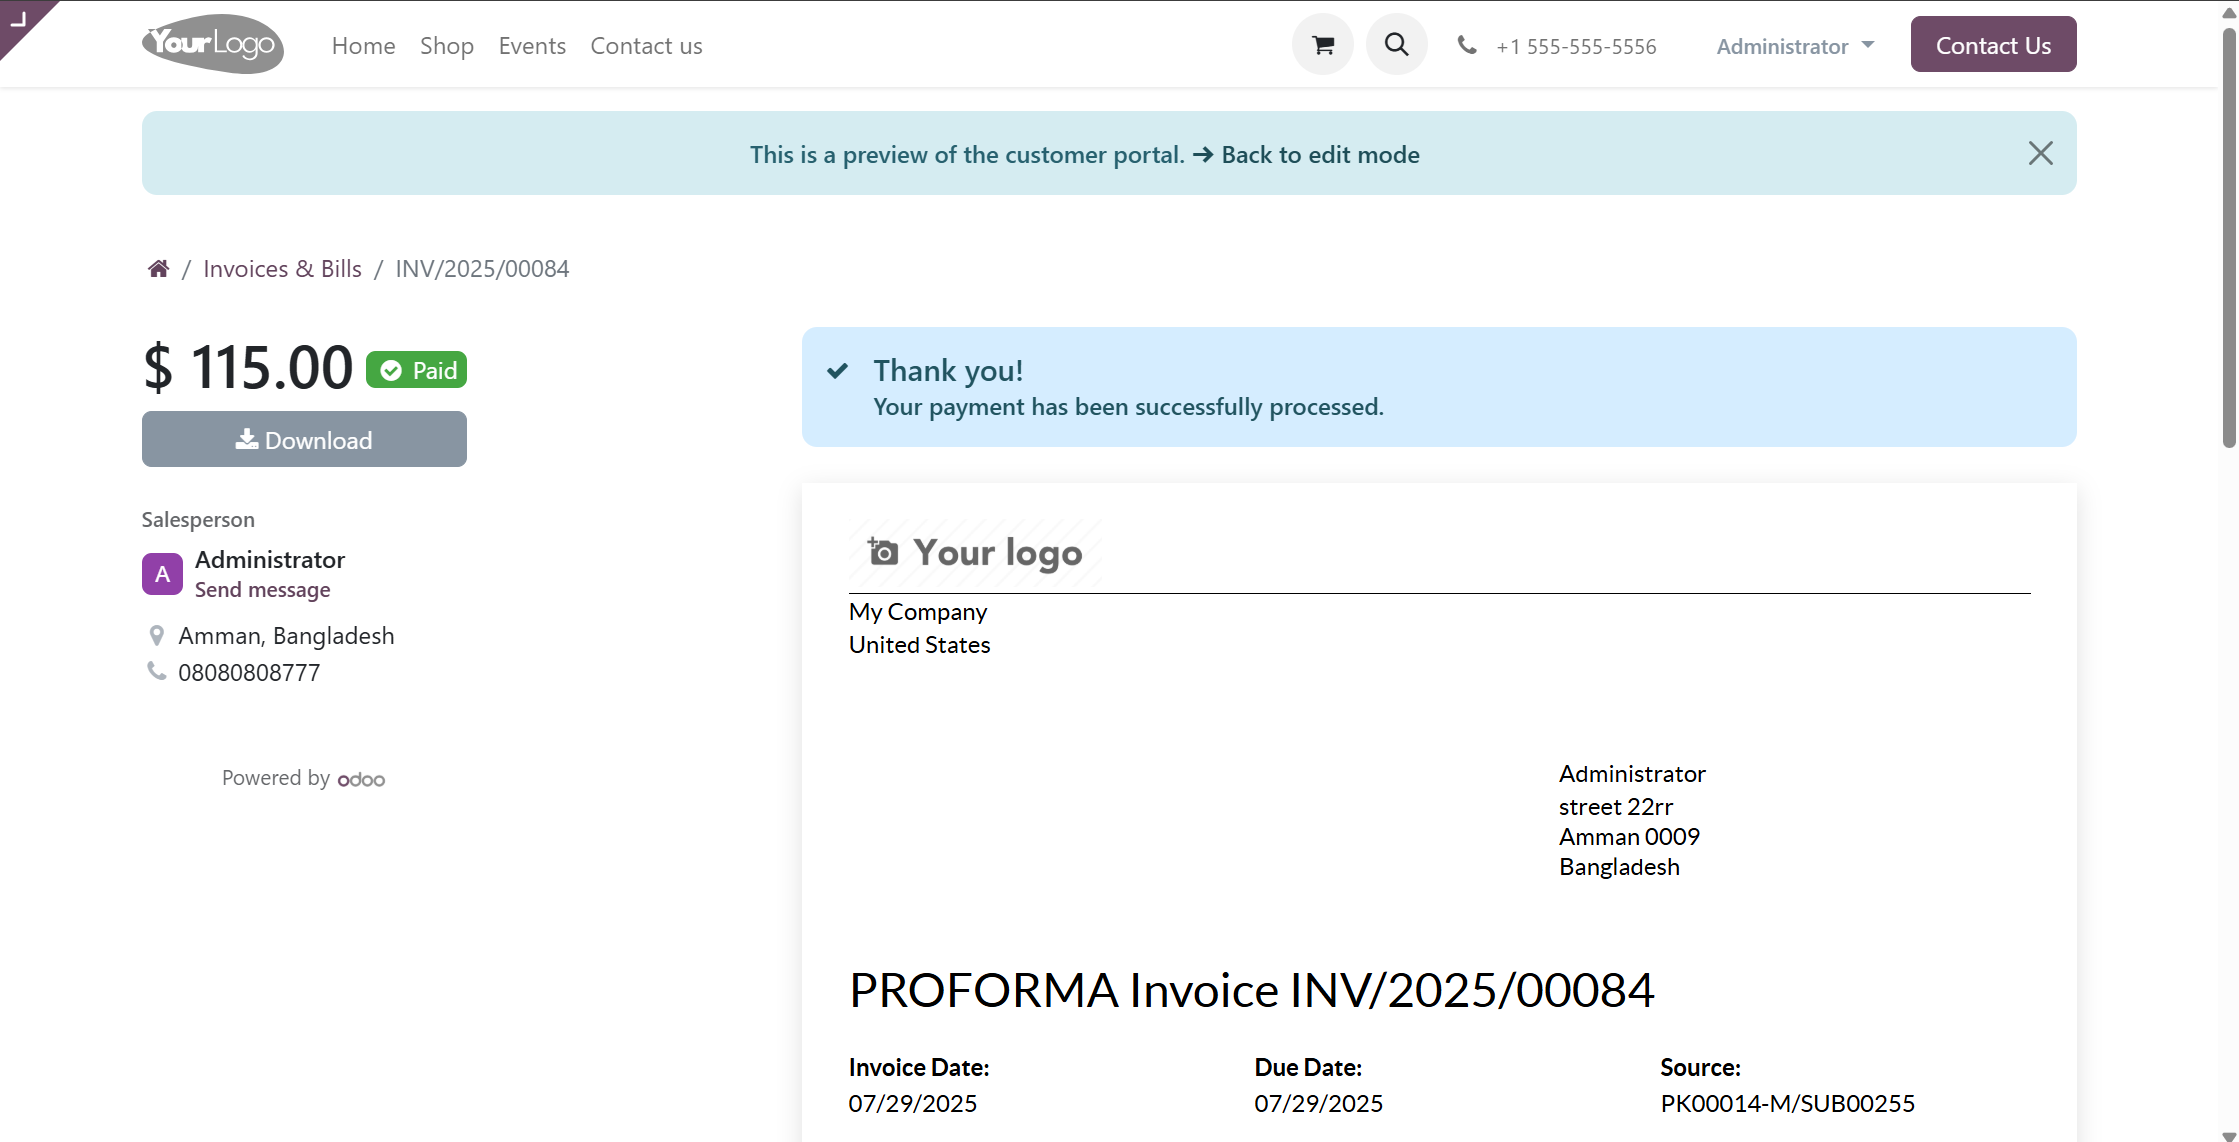 YourLogo
Home Shop Events Contact us
+1 555-555-5556
Administrator
Contact Us
This is a preview of the customer portal. → Back to edit mode
/ Invoices & Bills / INV/2025/00084
$ 115.00 Paid
Download
Salesperson
A
Administrator
Send message
Amman, Bangladesh
08080808777
Powered by odoo
Thank you!
Your payment has been successfully processed.
Your logo
My Company
United States
Administrator
street 22rr
Amman 0009
Bangladesh
PROFORMA Invoice INV/2025/00084
Invoice Date: Due Date: Source:
07/29/2025 07/29/2025 PK00014-M/SUB00255